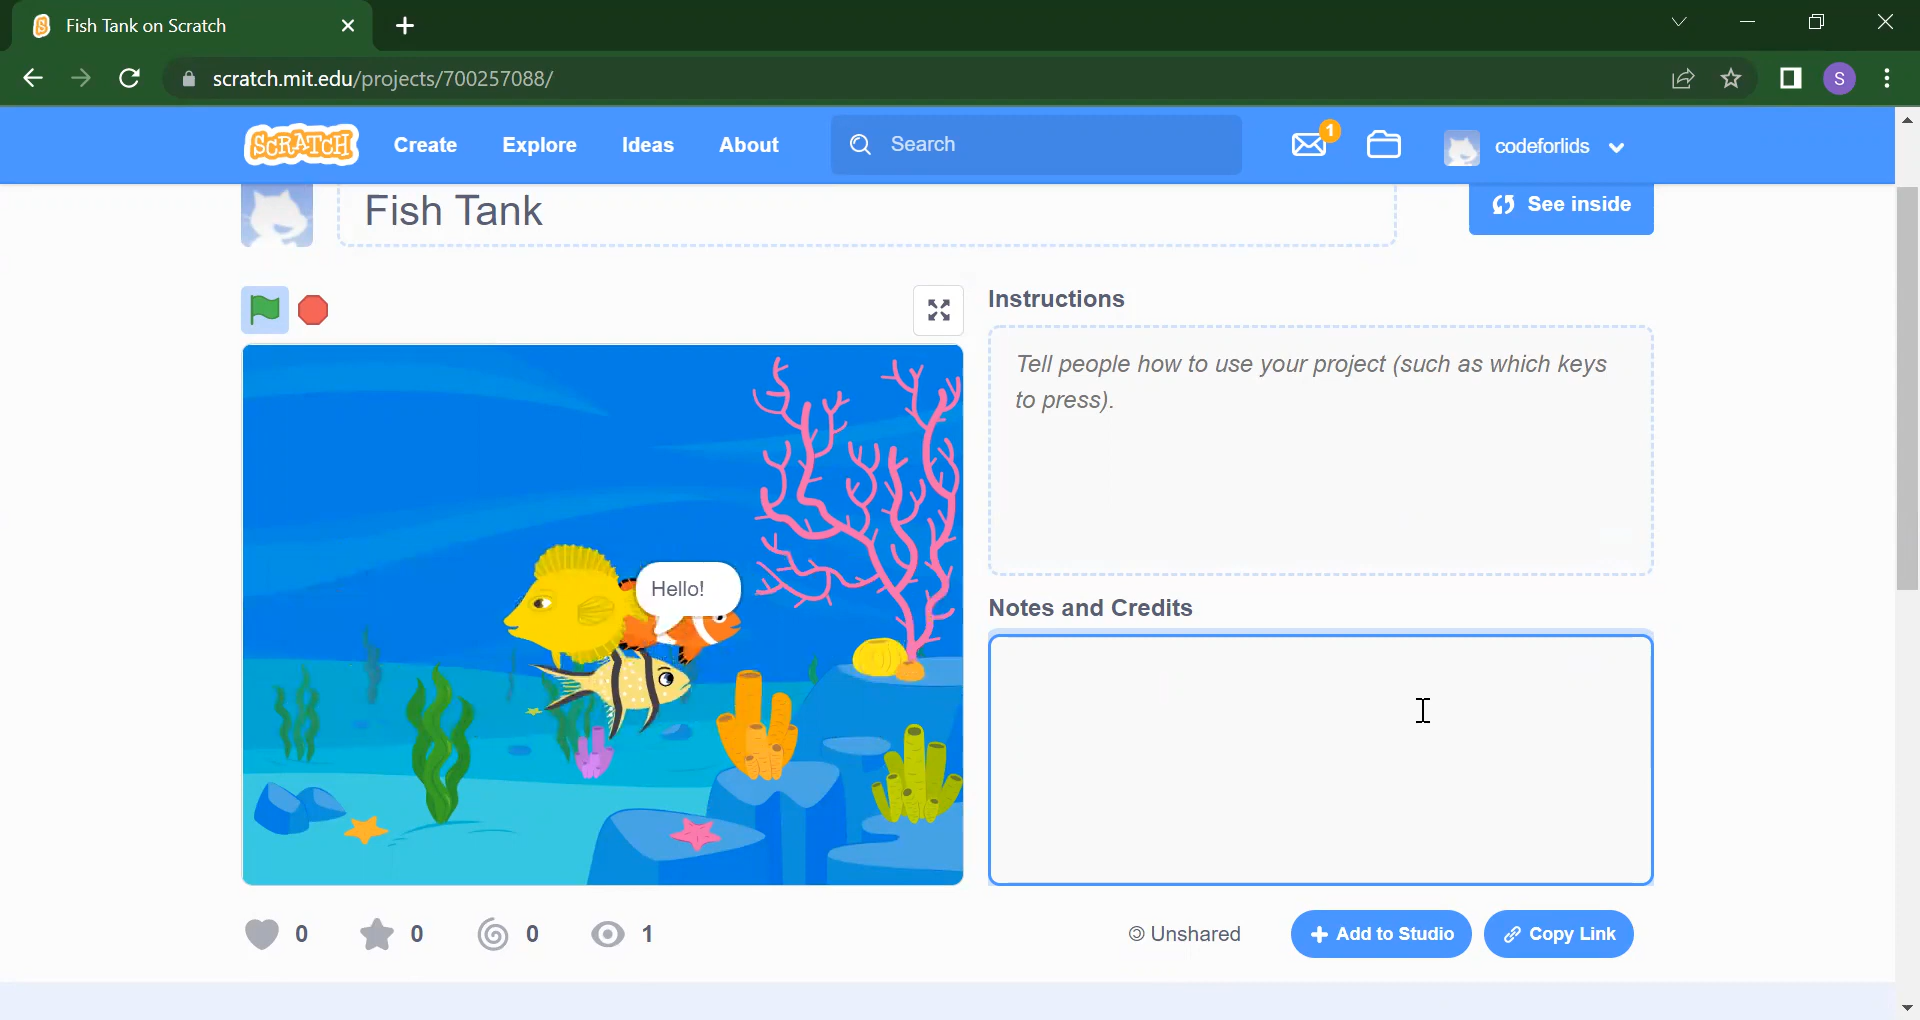 Fish Tank on Scratch
scratch.mit.edu/projects/700257088/
S
SCRATCH
Create
Explore
Ideas
About
Search
1
codeforlids
Fish Tank
See inside
Instructions
Tell people how to use your project (such as which keys
to press).
Hello!
Notes and Credits
0
0
0
1
Unshared
Add to Studio
Copy Link